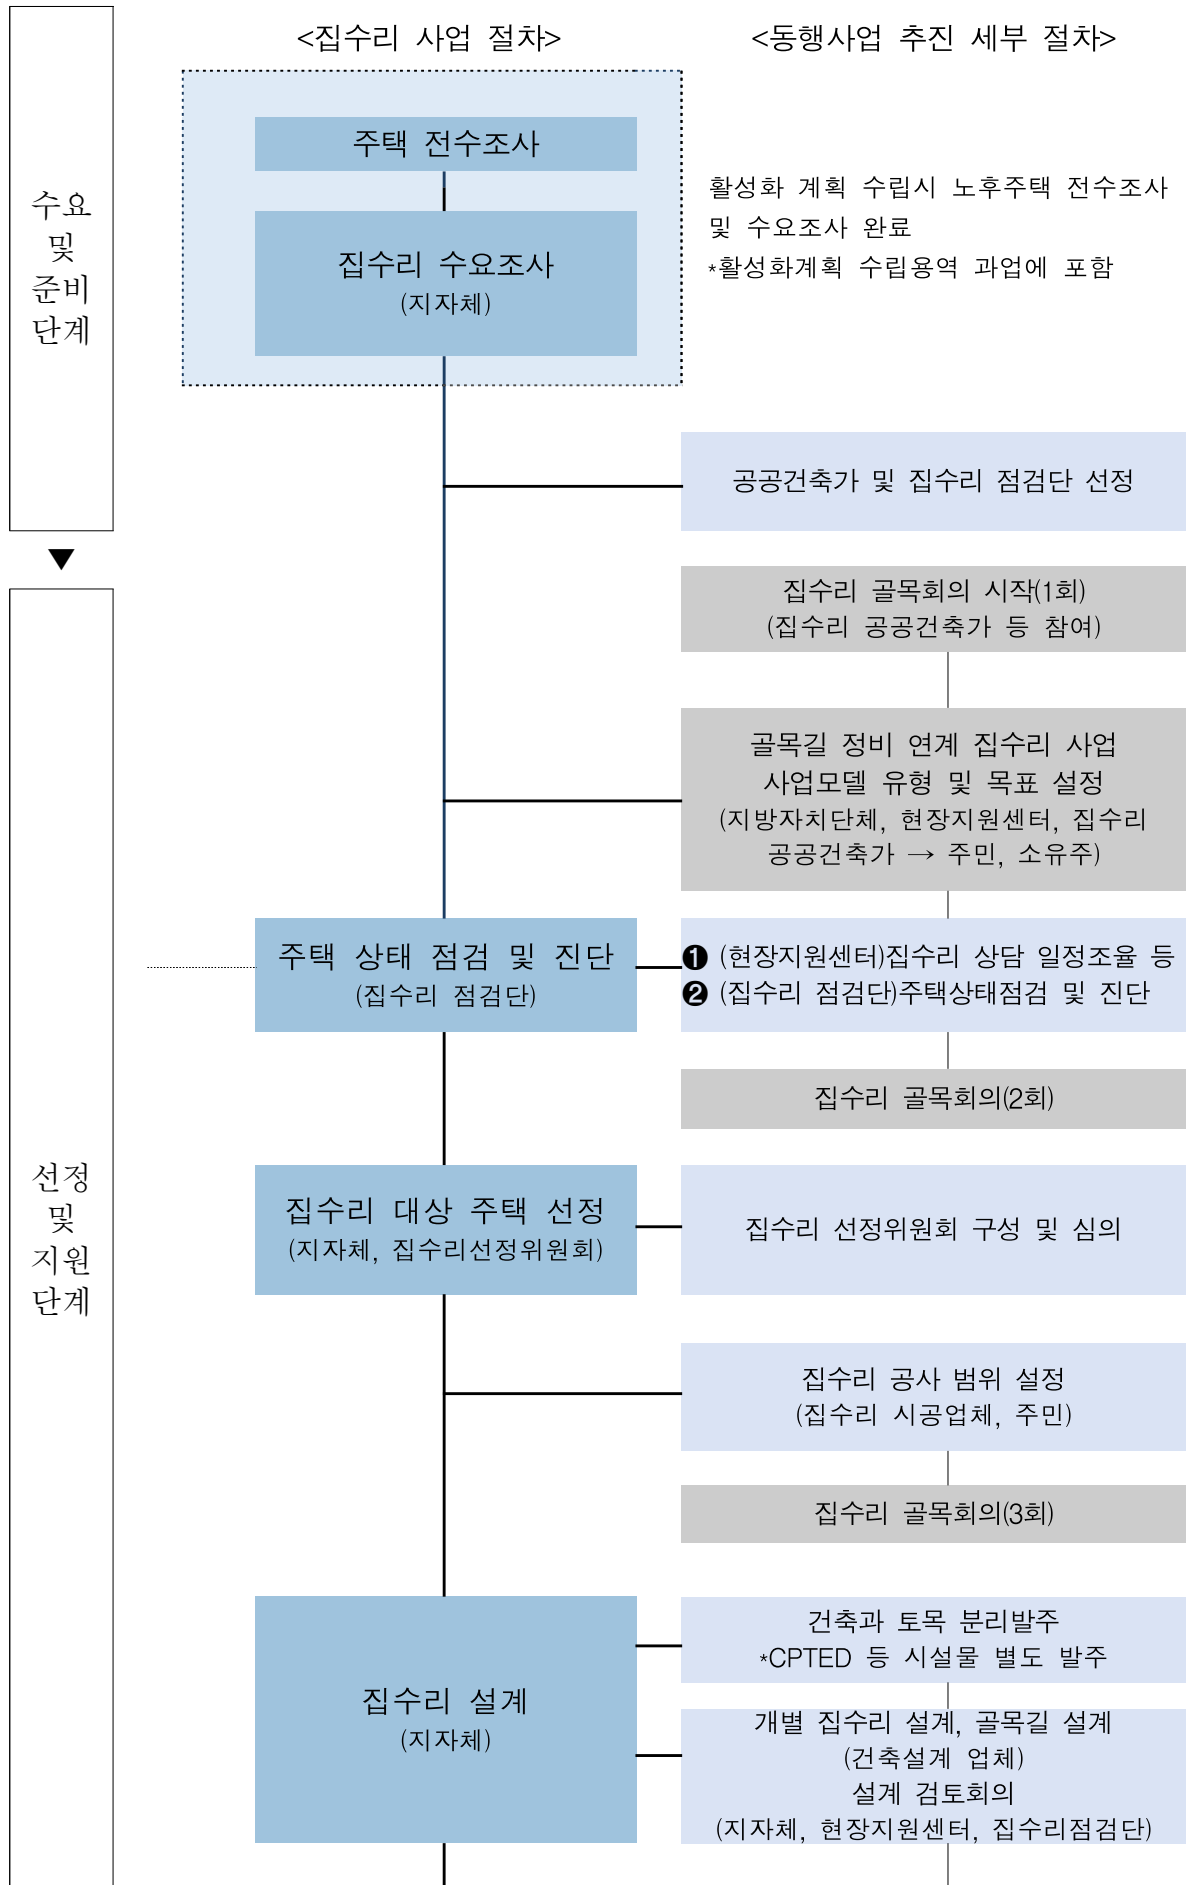 <집수리 사업 절차>
<동행사업 추진 세부 절차>
수요
및
준비
단계
주택 전수조사
집수리 수요조사
(지자체)
활성화 계획 수립시 노후주택 전수조사
및 수요조사 완료
*활성화계획 수립용역 과업에 포함
공공건축가 및 집수리 점검단 선정
▼
선정
및
지원
단계
집수리 골목회의 시작(1회)
(집수리 공공건축가 등 참여)
골목길 정비 연계 집수리 사업
사업모델 유형 및 목표 설정
(지방자치단체, 현장지원센터, 집수리
공공건축가 → 주민, 소유주)
주택 상태 점검 및 진단
(집수리 점검단)
❶ (현장지원센터)집수리 상담 일정조율 등
❷ (집수리 점검단)주택상태점검 및 진단
집수리 골목회의(2회)
집수리 대상 주택 선정
(지자체, 집수리선정위원회)
집수리 선정위원회 구성 및 심의
집수리 공사 범위 설정
(집수리 시공업체, 주민)
집수리 골목회의(3회)
집수리 설계
(지자체)
건축과 토목 분리발주
*CPTED 등 시설물 별도 발주
개별 집수리 설계, 골목길 설계
(건축설계 업체)
설계 검토회의
(지자체, 현장지원센터, 집수리점검단)